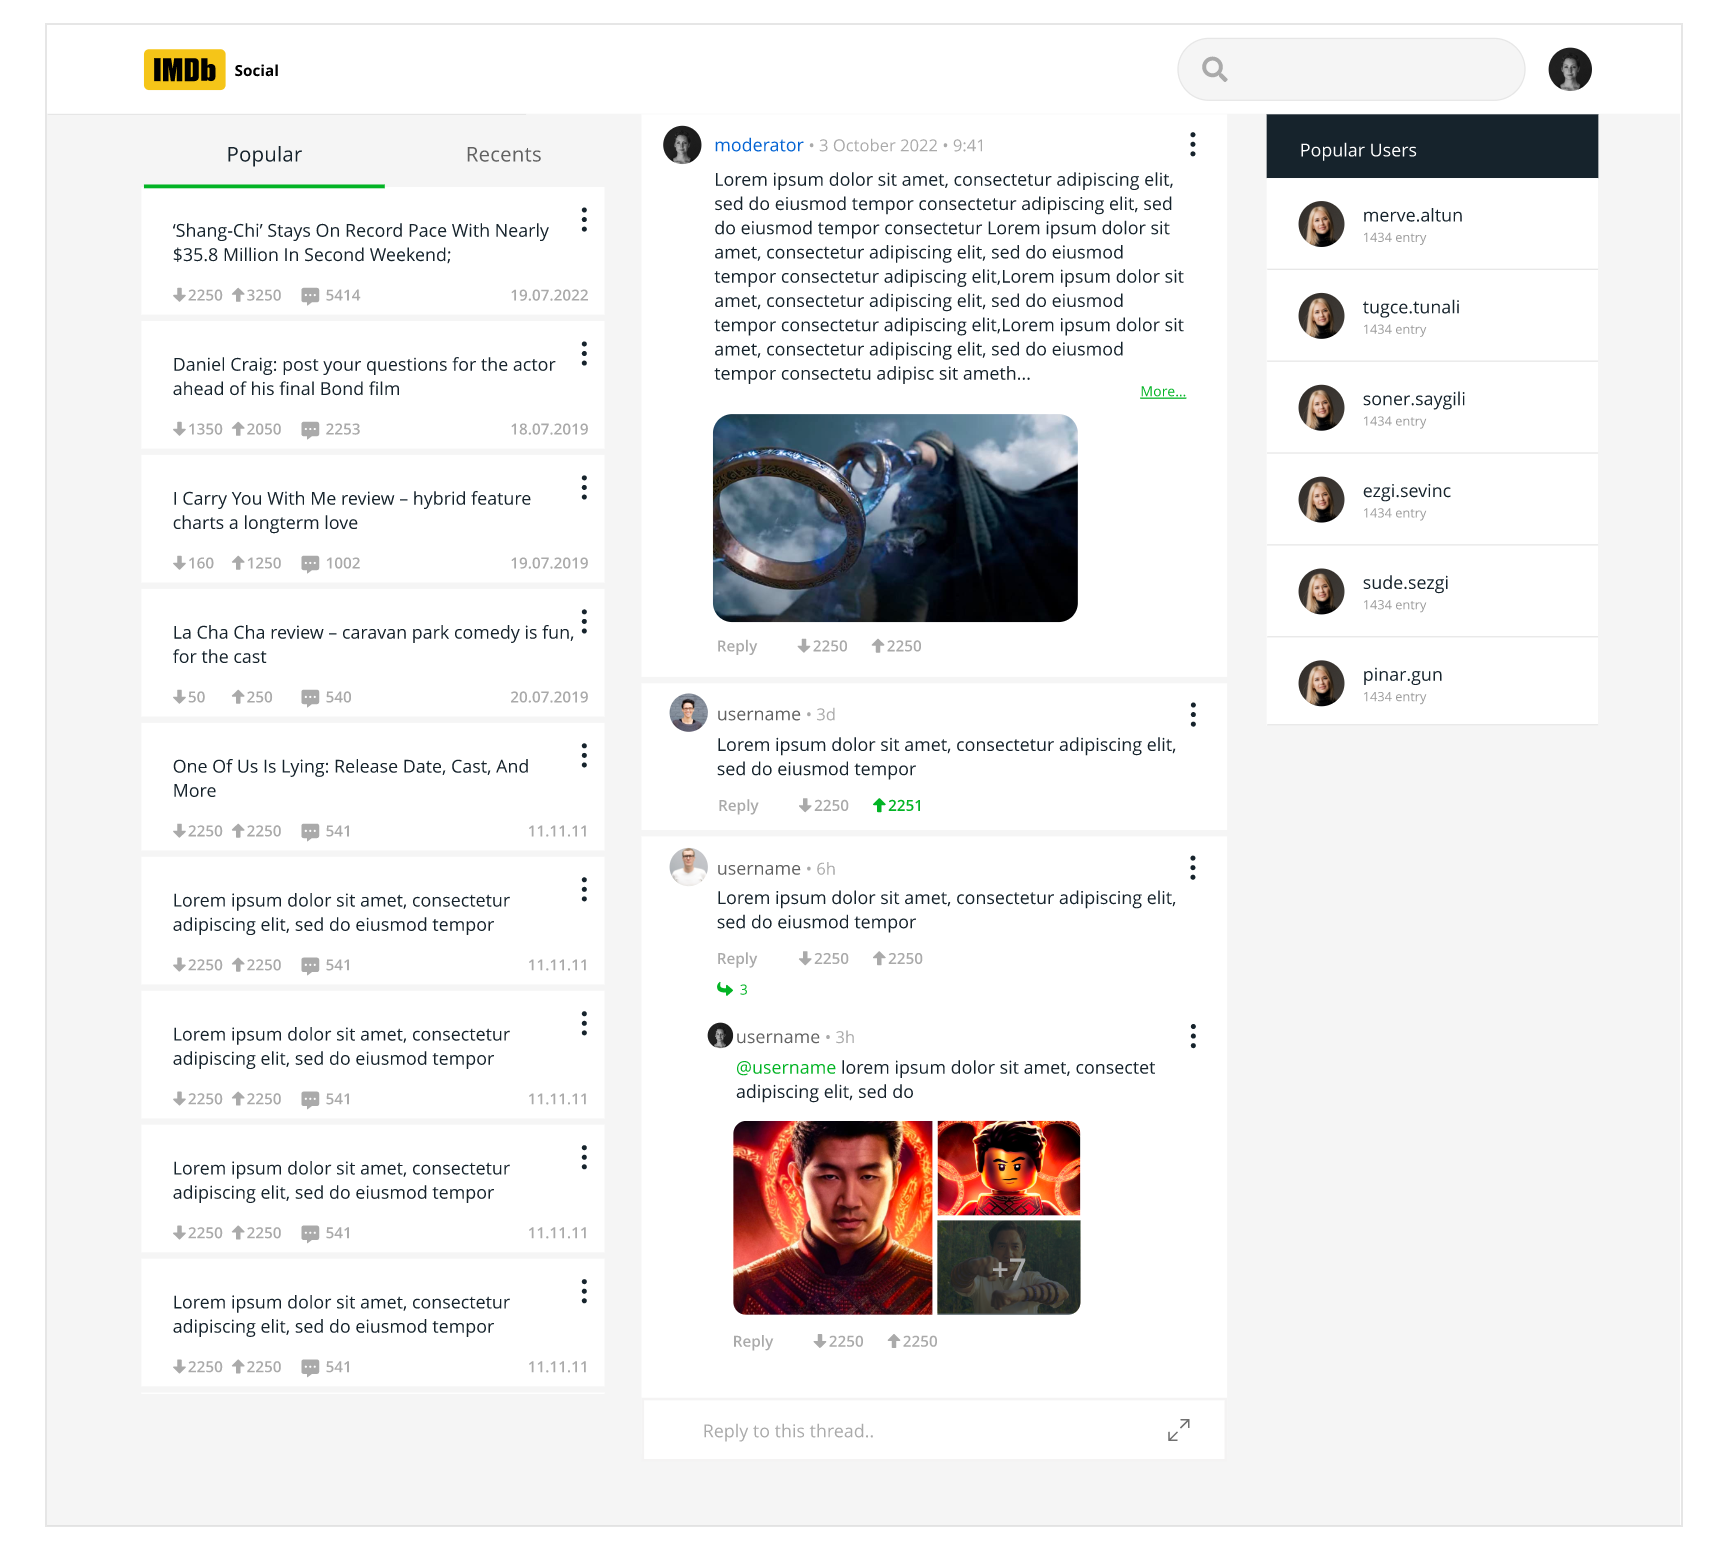 IMDb Social
Popular
Recents
‘Shang-Chi’ Stays On Record Pace With Nearly
$35.8 Million In Second Weekend;
2250 3250 5414 19.07.2022
Daniel Craig: post your questions for the actor
ahead of his final Bond film
1350 2050 2253 18.07.2019
I Carry You With Me review – hybrid feature
charts a longterm love
160 1250 1002 19.07.2019
La Cha Cha review – caravan park comedy is fun,
for the cast
50 250 540 20.07.2019
One Of Us Is Lying: Release Date, Cast, And
More
2250 2250 541 11.11.11
Lorem ipsum dolor sit amet, consectetur
adipiscing elit, sed do eiusmod tempor
2250 2250 541 11.11.11
Lorem ipsum dolor sit amet, consectetur
adipiscing elit, sed do eiusmod tempor
2250 2250 541 11.11.11
Lorem ipsum dolor sit amet, consectetur
adipiscing elit, sed do eiusmod tempor
2250 2250 541 11.11.11
Lorem ipsum dolor sit amet, consectetur
adipiscing elit, sed do eiusmod tempor
2250 2250 541 11.11.11
moderator • 3 October 2022 • 9:41
Lorem ipsum dolor sit amet, consectetur adipiscing elit,
sed do eiusmod tempor consectetur adipiscing elit, sed
do eiusmod tempor consectetur Lorem ipsum dolor sit
amet, consectetur adipiscing elit, sed do eiusmod
tempor consectetur adipiscing elit,Lorem ipsum dolor sit
amet, consectetur adipiscing elit, sed do eiusmod
tempor consectetur adipiscing elit,Lorem ipsum dolor sit
amet, consectetur adipiscing elit, sed do eiusmod
tempor consectetu adipisc sit ameth...
More...
Reply 2250 2250
username • 3d
Lorem ipsum dolor sit amet, consectetur adipiscing elit,
sed do eiusmod tempor
Reply 2250 2251
username • 6h
Lorem ipsum dolor sit amet, consectetur adipiscing elit,
sed do eiusmod tempor
Reply 2250 2250
3
username • 3h
@username lorem ipsum dolor sit amet, consectet
adipiscing elit, sed do
+7
Reply 2250 2250
Reply to this thread..
Popular Users
merve.altun
1434 entry
tugce.tunali
1434 entry
soner.saygili
1434 entry
ezgi.sevinc
1434 entry
sude.sezgi
1434 entry
pinar.gun
1434 entry